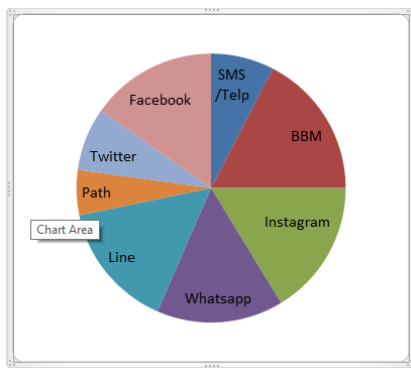 SMS
/Telp
Facebook
BBM
Twitter
Path
Instagram
Chart Area
Line
Whatsapp